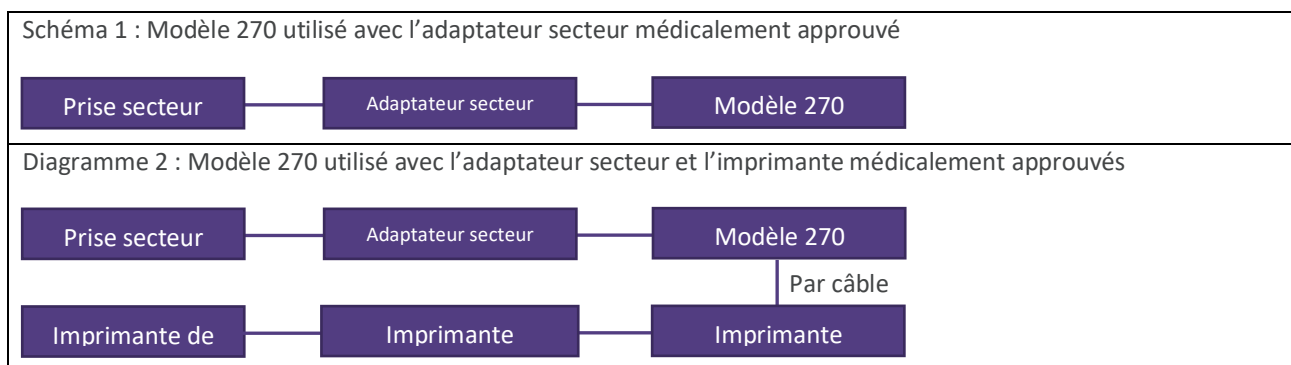 Schéma 1 : Modèle 270 utilisé avec l’adaptateur secteur médicalement approuvé
Prise secteur Adaptateur secteur Modèle 270
Diagramme 2 : Modèle 270 utilisé avec l’adaptateur secteur et l’imprimante médicalement approuvés
Prise secteur Adaptateur secteur Modèle 270
Par câble
Imprimante de Imprimante Imprimante